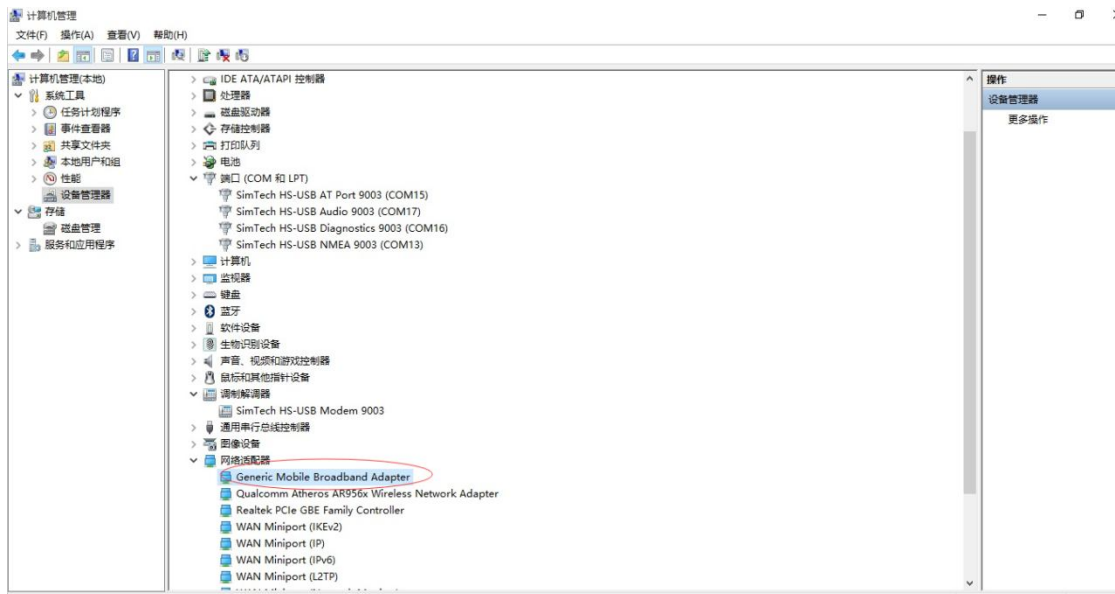 计算机管理
文件(F) 操作(A) 查看(V) 帮助(H)
计算机管理(本地)
系统工具
任务计划程序
事件查看器
共享文件夹
本地用户和组
性能
设备管理器
存储
磁盘管理
服务和应用程序
IDE ATA/ATAPI 控制器
处理器
磁盘驱动器
存储控制器
打印队列
电池
端口 (COM 和 LPT)
SimTech HS-USB AT Port 9003 (COM15)
SimTech HS-USB Audio 9003 (COM17)
SimTech HS-USB Diagnostics 9003 (COM16)
SimTech HS-USB NMEA 9003 (COM13)
计算机
监视器
键盘
蓝牙
软件设备
生物识别设备
声音、视频和游戏控制器
鼠标和其他指针设备
调制解调器
SimTech HS-USB Modem 9003
通用串行总线控制器
图像设备
网络适配器
Generic Mobile Broadband Adapter
Qualcomm Atheros AR956x Wireless Network Adapter
Realtek PCIe GBE Family Controller
WAN Miniport (IKEv2)
WAN Miniport (IP)
WAN Miniport (IPv6)
WAN Miniport (L2TP)
操作
设备管理器
更多操作